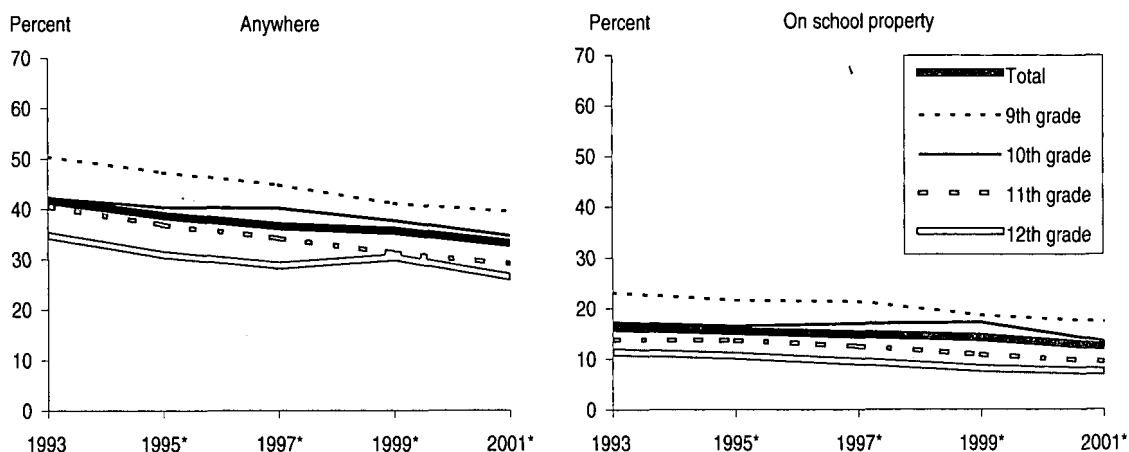 Percent
Anywhere
70
60
50
40
30
20
10
0
1993
1995*
1997*
1999*
2001*
Percent
On school property
70
60
50
40
30
20
10
0
1993
1995*
1997*
1999*
2001*
Total
9th grade
10th grade
11th grade
12th grade